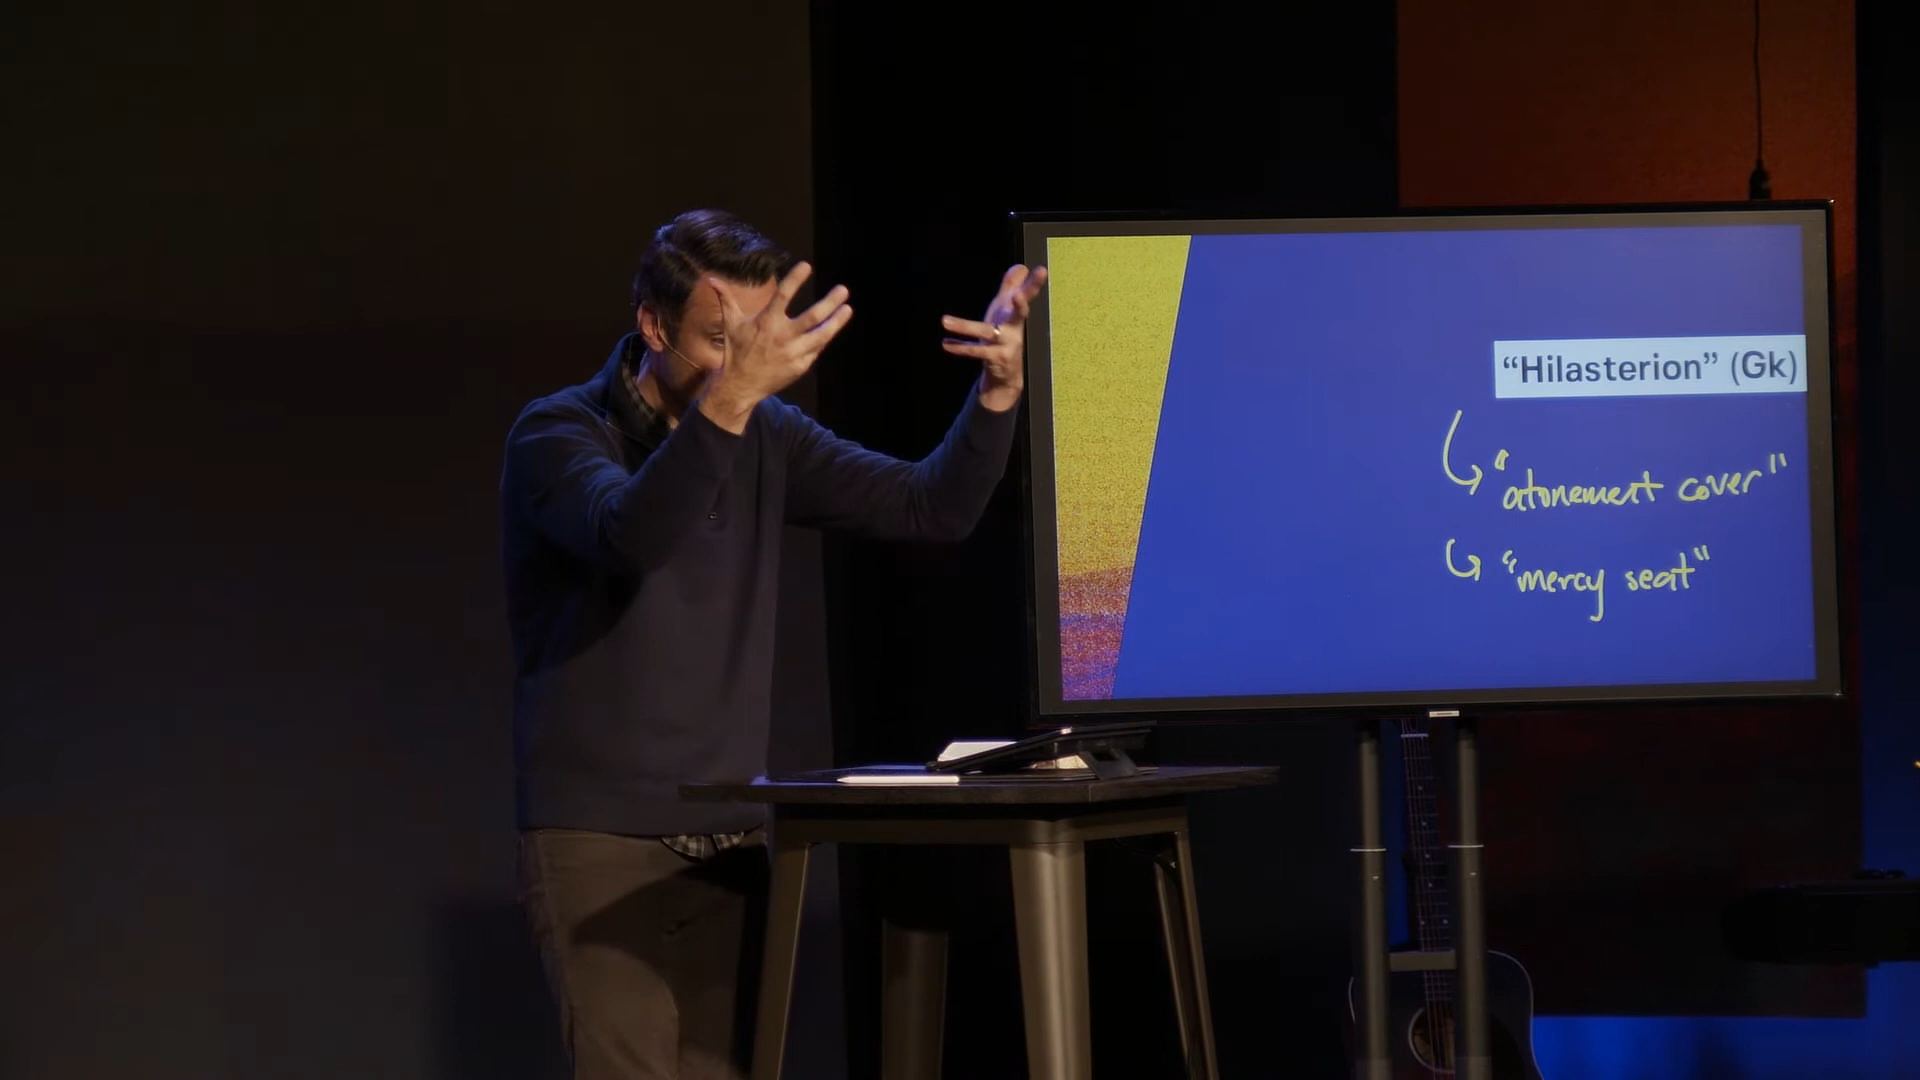 “Hilasterion” (Gk)
"atonement cover"
"mercy seat"